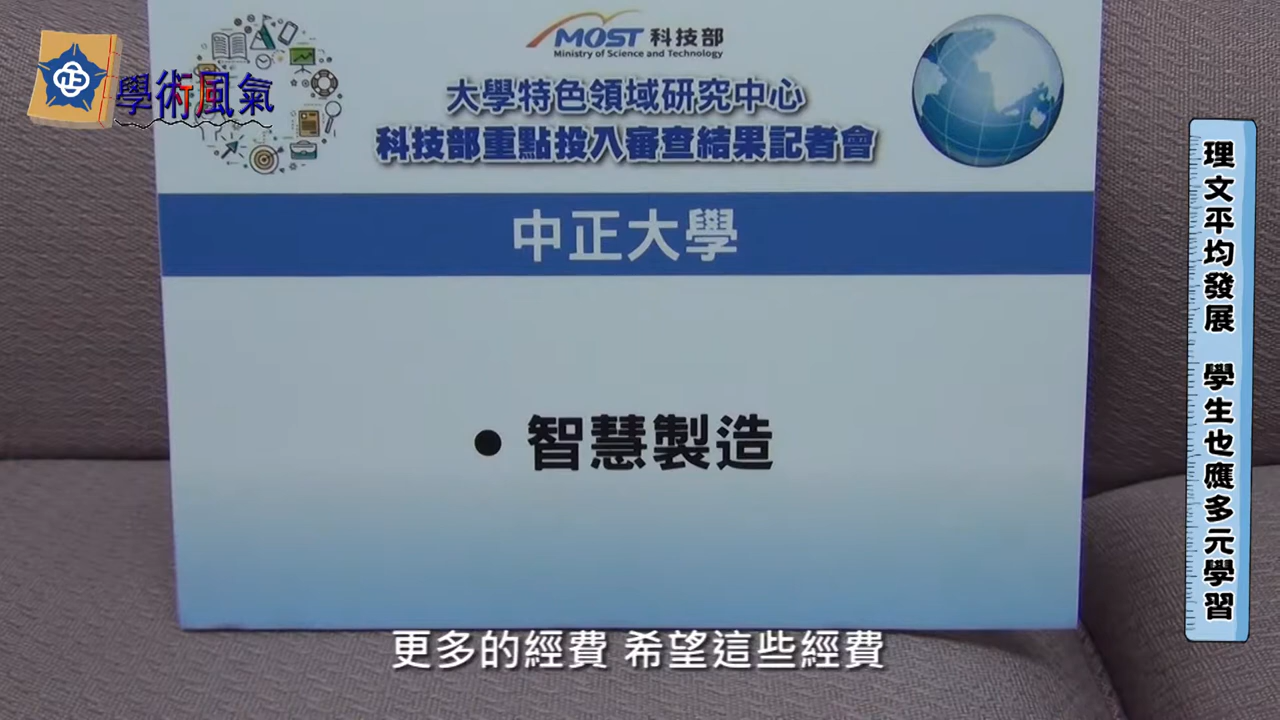 學術風氣
MOST 科技部
Ministry of Science and Technology
大學特色領域研究中心
科技部重點投入審查結果記者會
中正大學
• 智慧製造
理文平均發展 學生也應多元學習
更多的經費 希望這些經費